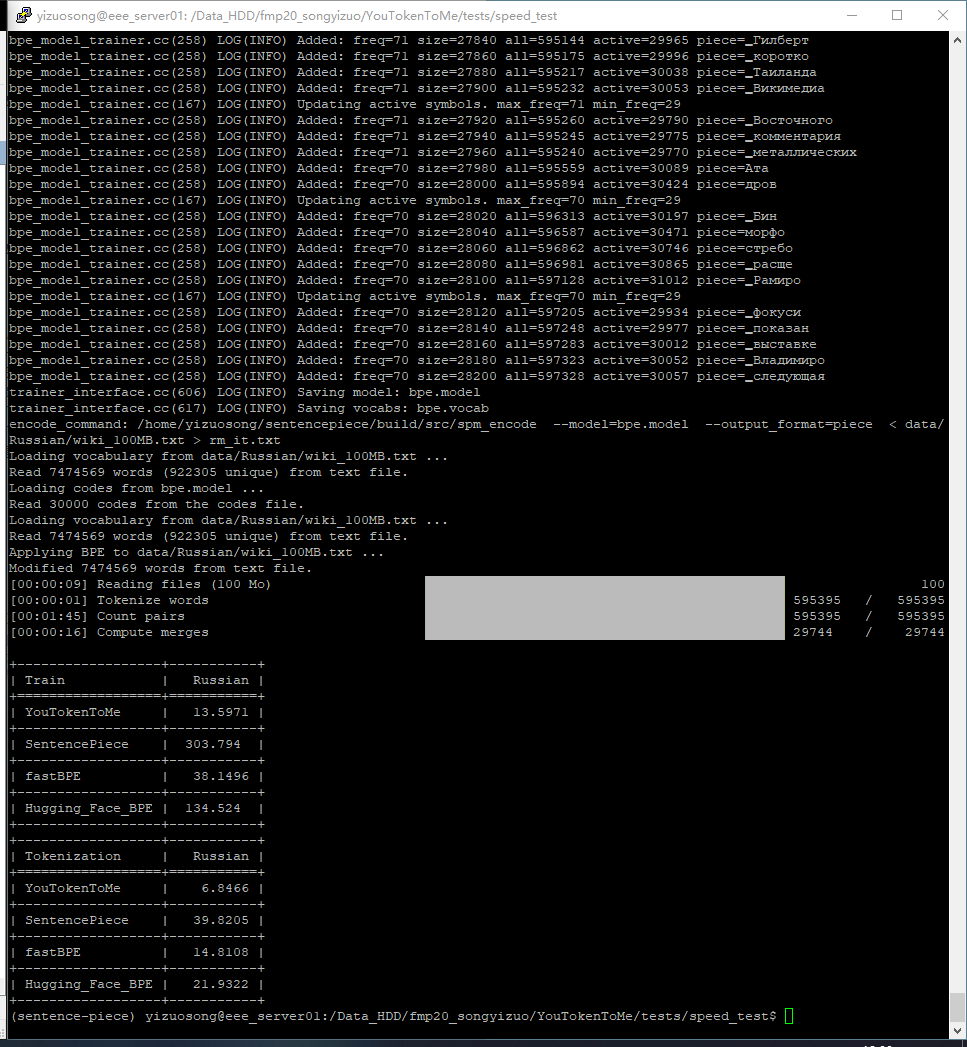 yizuosong@eee_server01: /Data_HDD/fmp20_songyizuo/YouTokenToMe/tests/speed_test
bpe_model_trainer.cc(258) LOG(INFO) Added: freq=71 size=27840 all=595144 active=29965 piece=▁Гилберт
bpe_model_trainer.cc(258) LOG(INFO) Added: freq=71 size=27860 all=595175 active=29996 piece=▁коротко
bpe_model_trainer.cc(258) LOG(INFO) Added: freq=71 size=27880 all=595217 active=30038 piece=▁Таиланда
bpe_model_trainer.cc(258) LOG(INFO) Added: freq=71 size=27900 all=595232 active=30053 piece=▁Викимедиа
bpe_model_trainer.cc(167) LOG(INFO) Updating active symbols. max_freq=71 min_freq=29
bpe_model_trainer.cc(258) LOG(INFO) Added: freq=71 size=27920 all=595260 active=29790 piece=▁Восточного
bpe_model_trainer.cc(258) LOG(INFO) Added: freq=71 size=27940 all=595245 active=29775 piece=▁комментария
bpe_model_trainer.cc(258) LOG(INFO) Added: freq=71 size=27960 all=595240 active=29770 piece=▁металлических
bpe_model_trainer.cc(258) LOG(INFO) Added: freq=70 size=27980 all=595559 active=30089 piece=Ата
bpe_model_trainer.cc(258) LOG(INFO) Added: freq=70 size=28000 all=595894 active=30424 piece=дров
bpe_model_trainer.cc(167) LOG(INFO) Updating active symbols. max_freq=70 min_freq=29
bpe_model_trainer.cc(258) LOG(INFO) Added: freq=70 size=28020 all=596313 active=30197 piece=▁Бин
bpe_model_trainer.cc(258) LOG(INFO) Added: freq=70 size=28040 all=596587 active=30471 piece=морфо
bpe_model_trainer.cc(258) LOG(INFO) Added: freq=70 size=28060 all=596862 active=30746 piece=стребо
bpe_model_trainer.cc(258) LOG(INFO) Added: freq=70 size=28080 all=596981 active=30865 piece=▁расще
bpe_model_trainer.cc(258) LOG(INFO) Added: freq=70 size=28100 all=597128 active=31012 piece=▁Рамиро
bpe_model_trainer.cc(167) LOG(INFO) Updating active symbols. max_freq=70 min_freq=29
bpe_model_trainer.cc(258) LOG(INFO) Added: freq=70 size=28120 all=597205 active=29934 piece=▁фокуси
bpe_model_trainer.cc(258) LOG(INFO) Added: freq=70 size=28140 all=597248 active=29977 piece=▁показан
bpe_model_trainer.cc(258) LOG(INFO) Added: freq=70 size=28160 all=597283 active=30012 piece=▁выставке
bpe_model_trainer.cc(258) LOG(INFO) Added: freq=70 size=28180 all=597323 active=30052 piece=▁Владимиро
bpe_model_trainer.cc(258) LOG(INFO) Added: freq=70 size=28200 all=597328 active=30057 piece=▁следующая
trainer_interface.cc(606) LOG(INFO) Saving model: bpe.model
trainer_interface.cc(617) LOG(INFO) Saving vocabs: bpe.vocab
encode_command: /home/yizuosong/sentencepiece/build/src/spm_encode  --model=bpe.model  --output_format=piece  < data/
Russian/wiki_100MB.txt > rm_it.txt
Loading vocabulary from data/Russian/wiki_100MB.txt ...
Read 7474569 words (922305 unique) from text file.
Loading codes from bpe.model ...
Read 30000 codes from the codes file.
Loading vocabulary from data/Russian/wiki_100MB.txt ...
Read 7474569 words (922305 unique) from text file.
Applying BPE to data/Russian/wiki_100MB.txt ...
Modified 7474569 words from text file.
[00:00:09] Reading files (100 Mo) 100
[00:00:01] Tokenize words 595395 / 595395
[00:01:45] Count pairs 595395 / 595395
[00:00:16] Compute merges 29744 / 29744
+------------------+-----------+
| Train            |   Russian |
+==================+===========+
| YouTokenToMe     |   13.5971 |
+------------------+-----------+
| SentencePiece    |  303.794  |
+------------------+-----------+
| fastBPE          |   38.1496 |
+------------------+-----------+
| Hugging_Face_BPE |  134.524  |
+------------------+-----------+
+------------------+-----------+
| Tokenization     |   Russian |
+==================+===========+
| YouTokenToMe     |    6.8466 |
+------------------+-----------+
| SentencePiece    |   39.8205 |
+------------------+-----------+
| fastBPE          |   14.8108 |
+------------------+-----------+
| Hugging_Face_BPE |   21.9322 |
+------------------+-----------+
(sentence-piece) yizuosong@eee_server01:/Data_HDD/fmp20_songyizuo/YouTokenToMe/tests/speed_test$